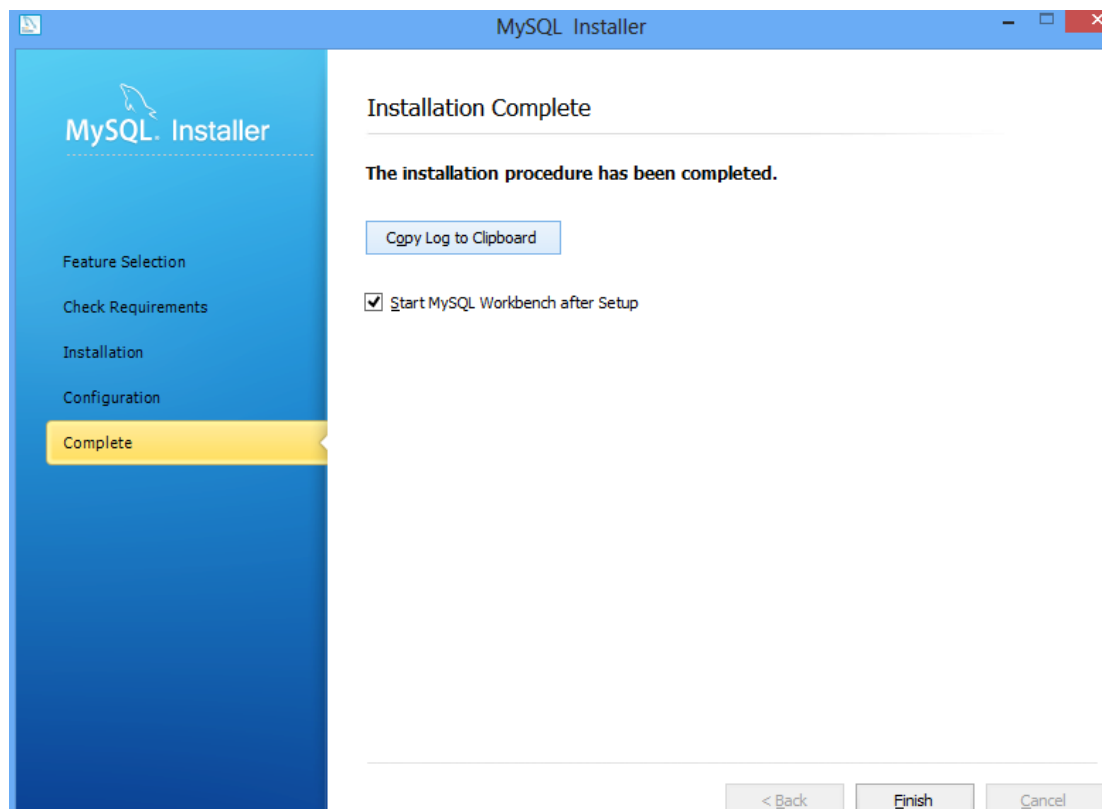 MySQL Installer
MySQL. Installer
Feature Selection
Check Requirements
Installation
Configuration
Complete
Installation Complete
The installation procedure has been completed.
Copy Log to Clipboard
Start MySQL Workbench after Setup
< Back
Finish
Cancel